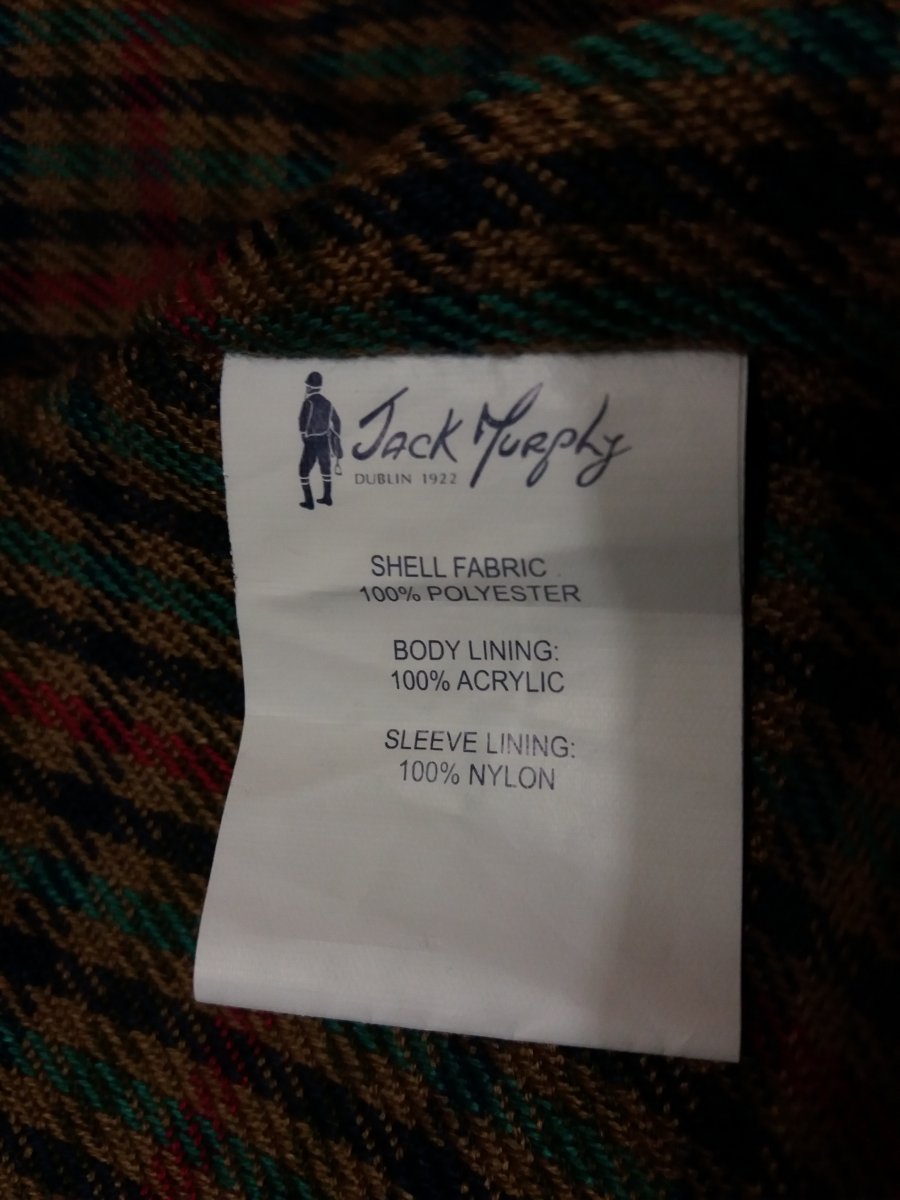 Jack Murphy
DUBLIN 1922
SHELL FABRIC
100% POLYESTER
BODY LINING:
100% ACRYLIC
SLEEVE LINING:
100% NYLON